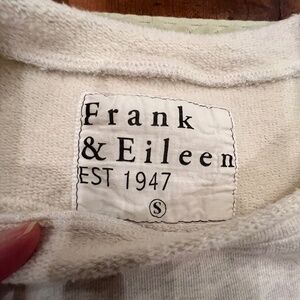 Frank
& Eileen
EST 1947
S